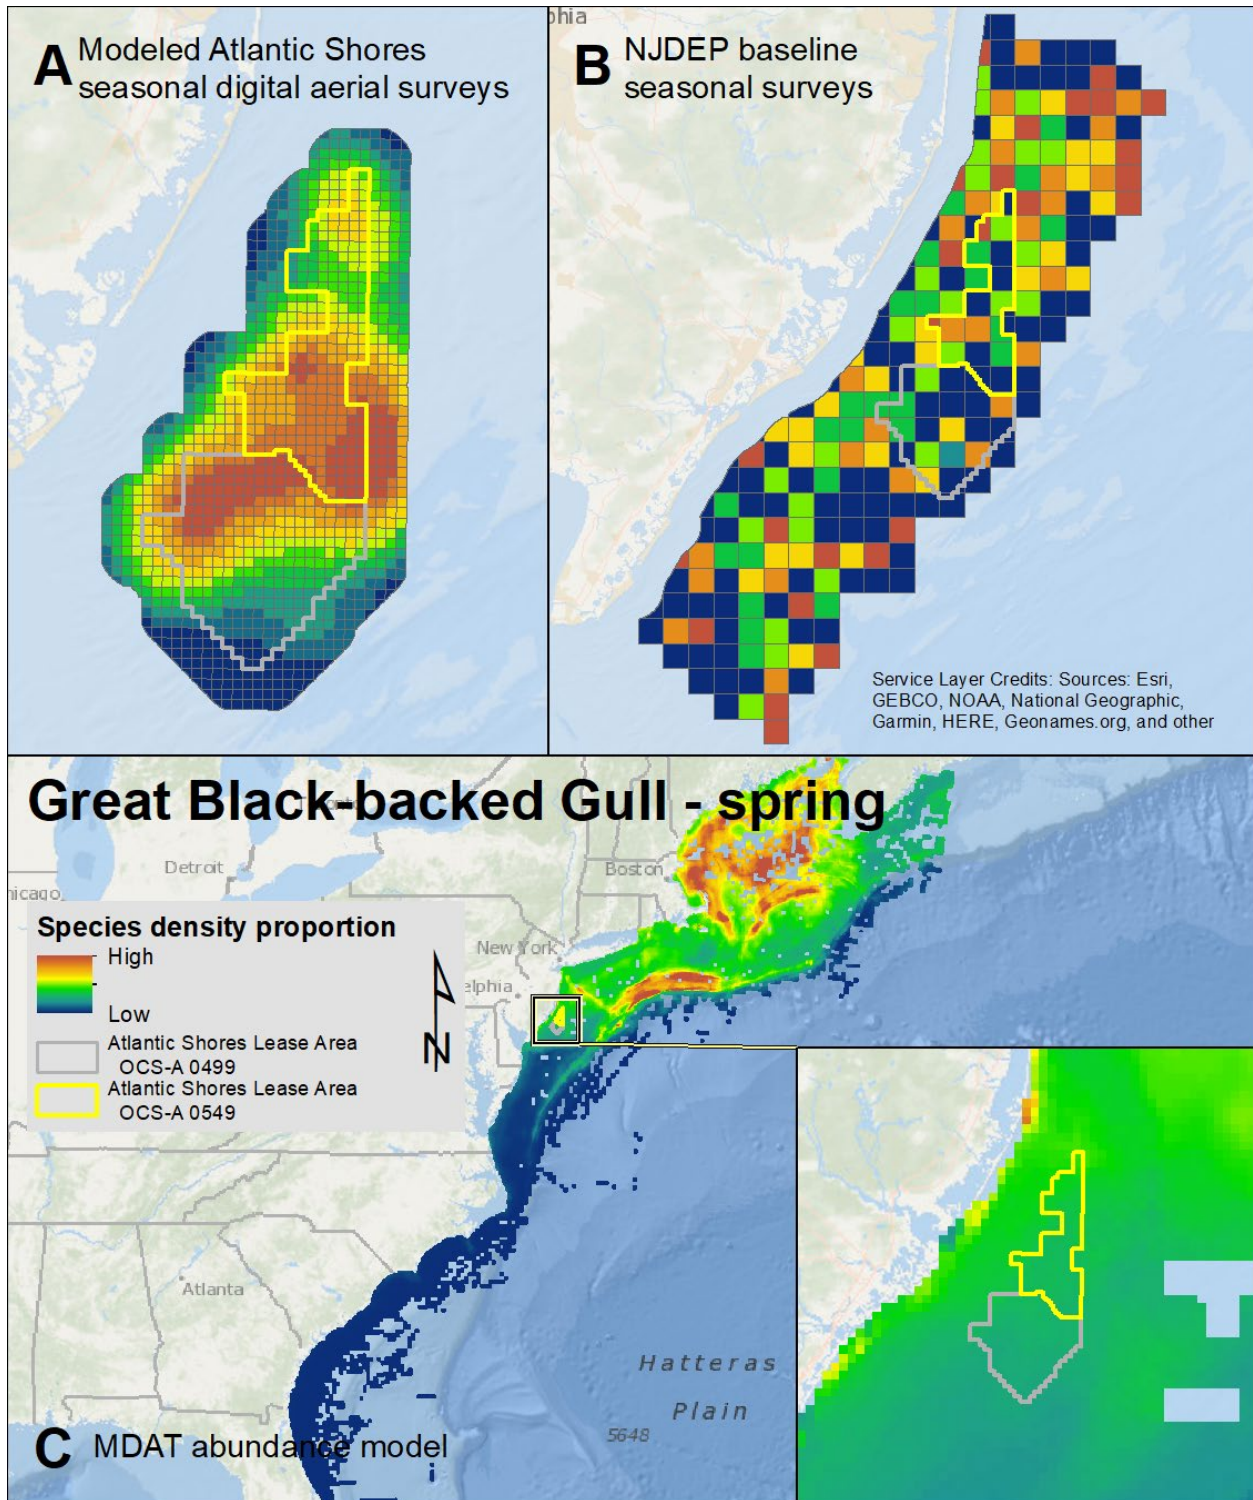 phia
A Modeled Atlantic Shores
seasonal digital aerial surveys
B NJDEP baseline
seasonal surveys
Service Layer Credits: Sources: Esri,
GEBCO, NOAA, National Geographic,
Garmin, HERE, Geonames.org, and other
Great Black-backed Gull - spring
Detroit
Boston
hicago
Species density proportion
High
Low
Atlantic Shores Lease Area
OCS-A 0499
Atlantic Shores Lease Area
OCS-A 0549
N
New York
elphia
Atlanta
Hatteras
Plain
5648
C MDAT abundance model